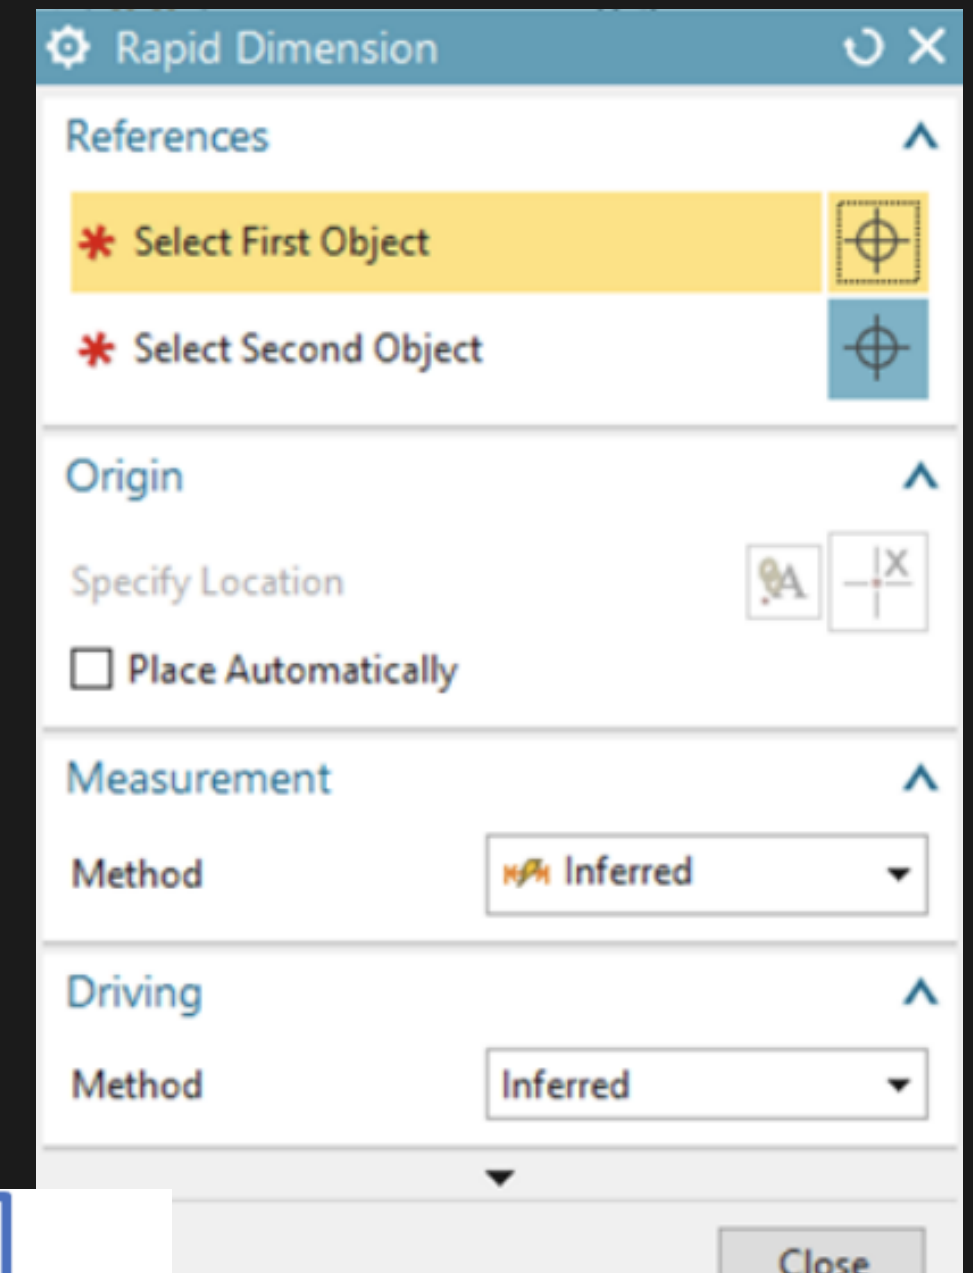 Rapid Dimension
References
* Select First Object
* Select Second Object
Origin
Specify Location
Place Automatically
Measurement
Method Inferred
Driving
Method Inferred
Close